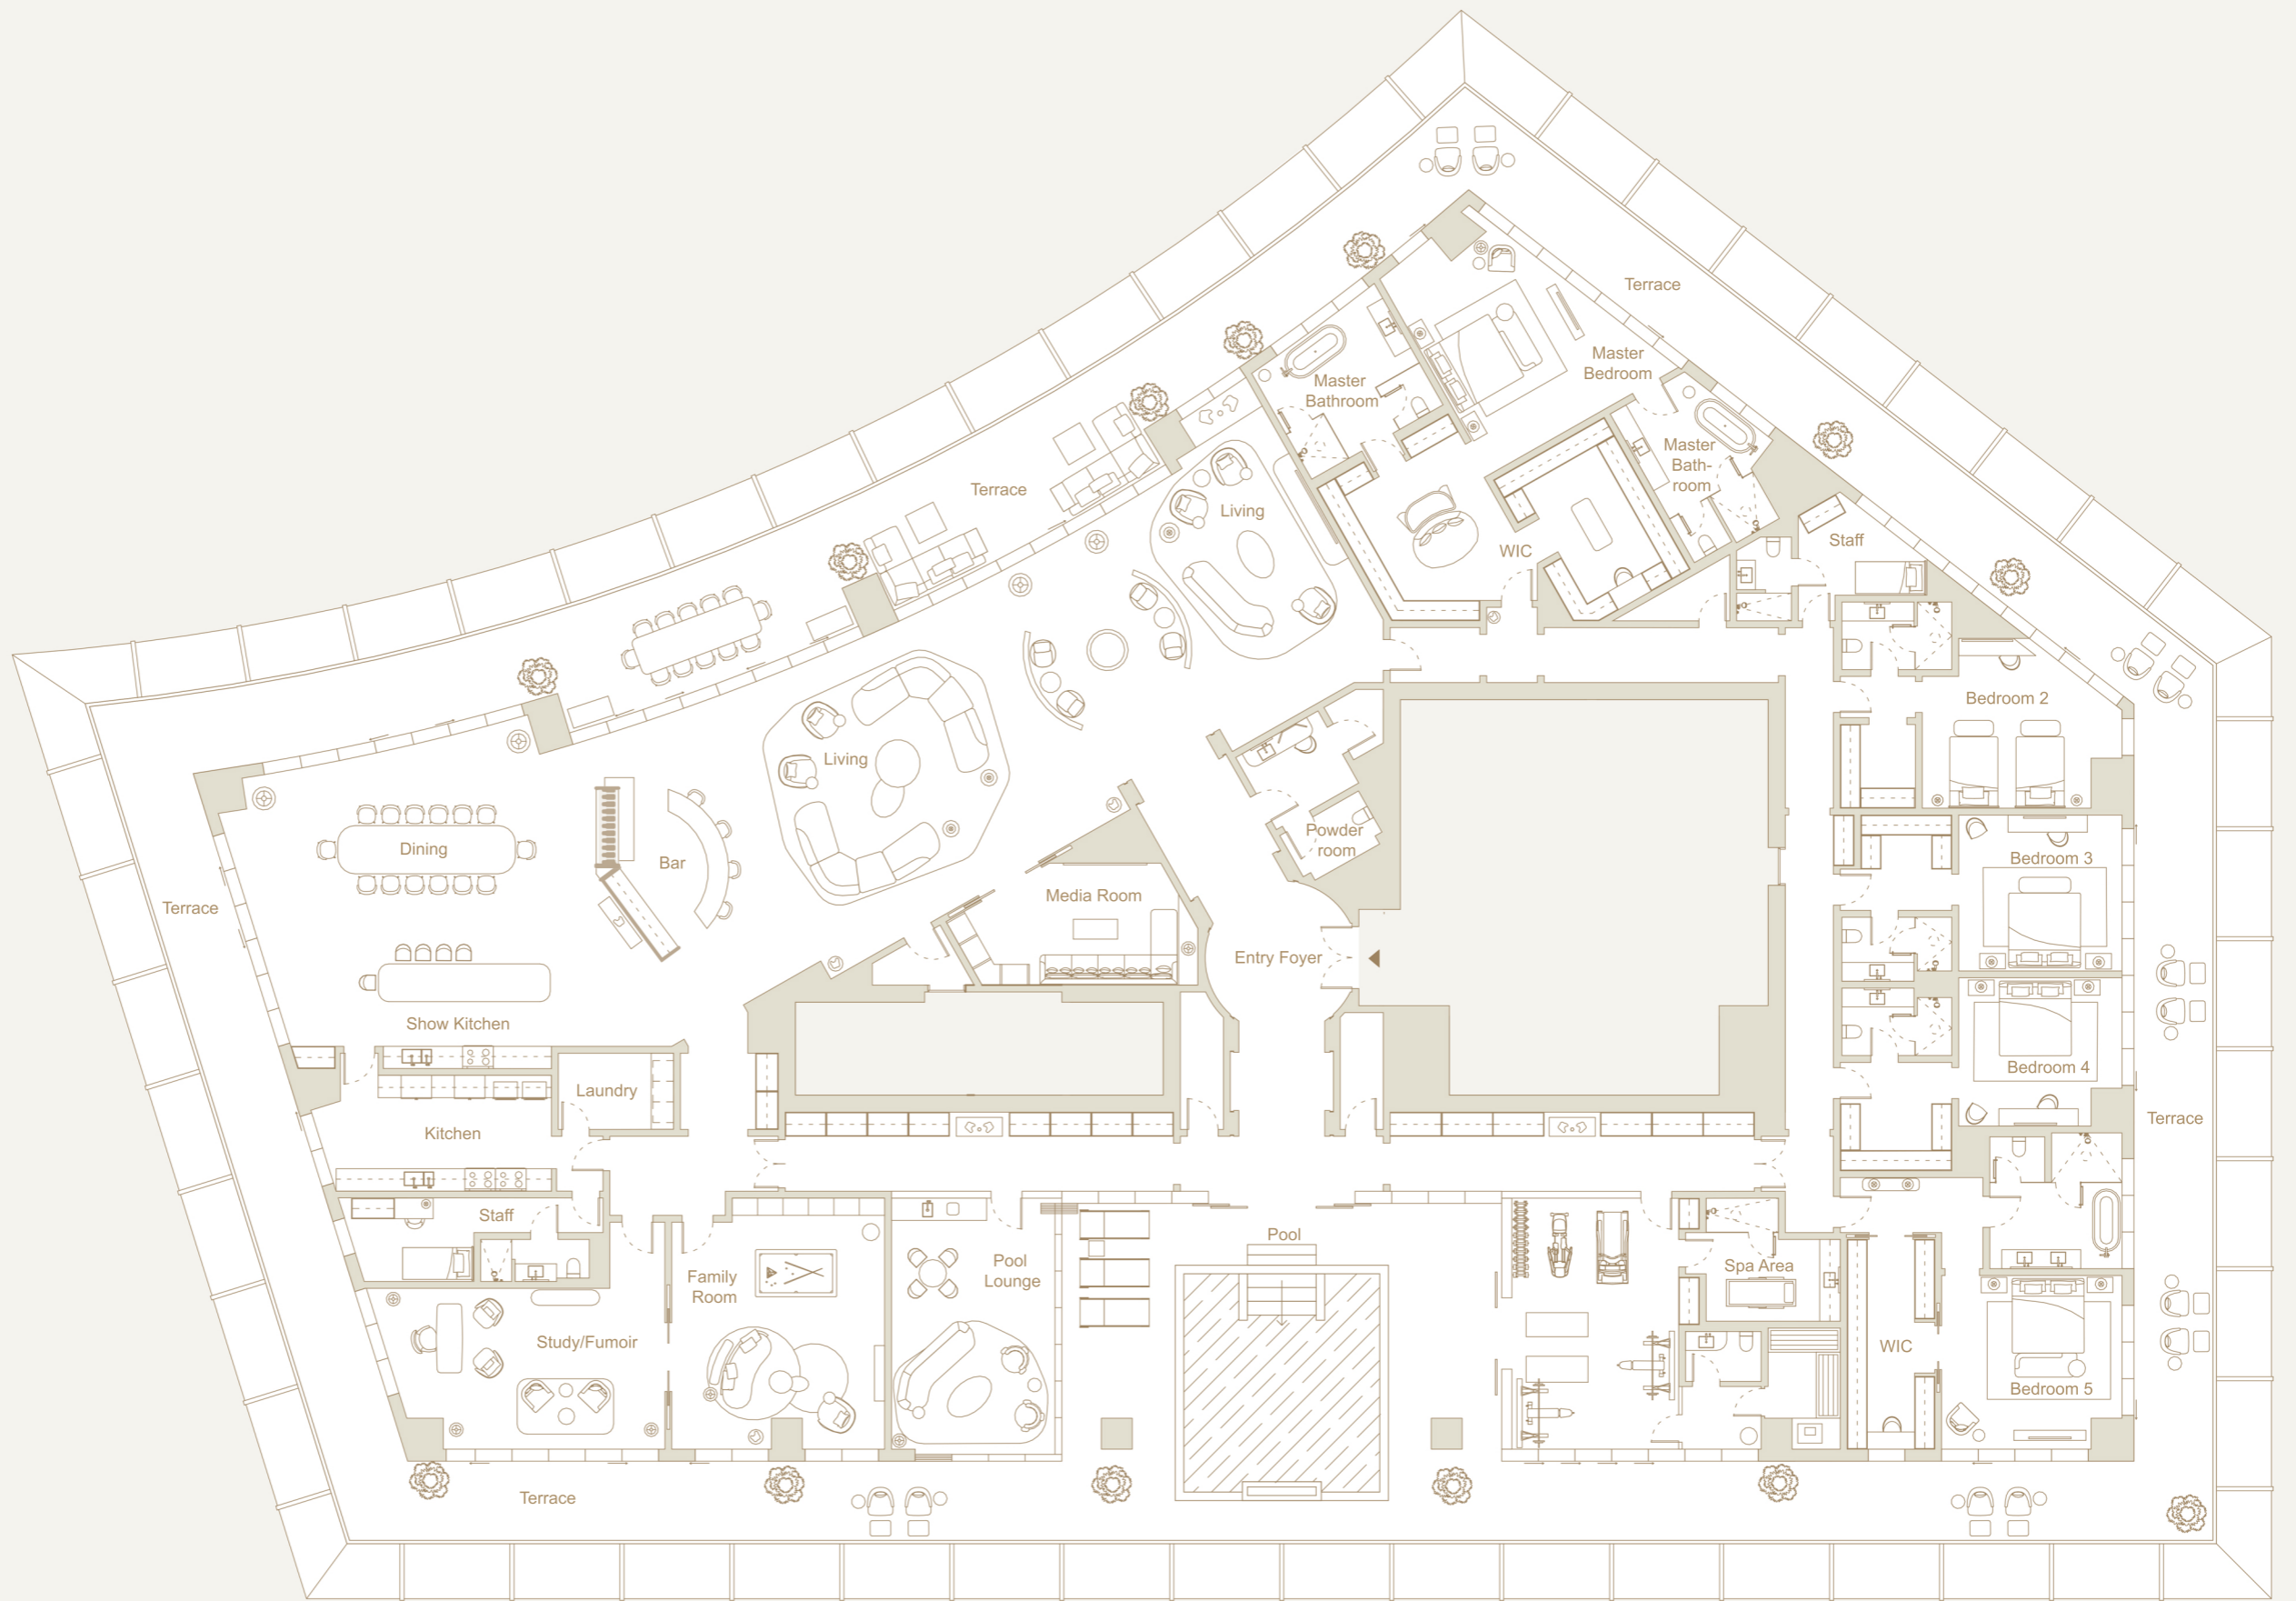 Terrace
Master
Bedroom
Master
Bathroom
Master
Bath-
room
Terrace
Living
WIC
Staff
Bedroom 2
Living
Dining
Bar
Powder
room
Bedroom 3
Media Room
Terrace
Entry Foyer
Show Kitchen
Bedroom 4
Laundry
Kitchen
Terrace
Staff
Pool
Family
Room
Pool
Lounge
Spa Area
Study/Fumoir
WIC
Bedroom 5
Terrace